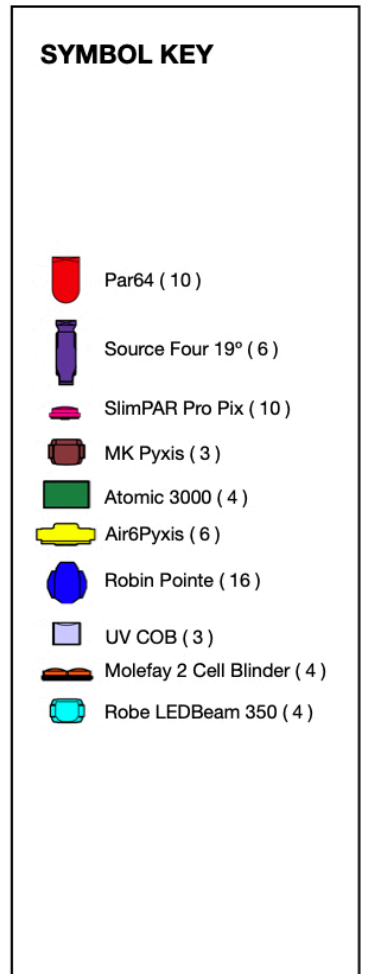 SYMBOL KEY
Par64 ( 10 )
Source Four 19º ( 6 )
SlimPAR Pro Pix ( 10 )
MK Pyxis ( 3 )
Atomic 3000 ( 4 )
Air6Pyxis ( 6 )
Robin Pointe ( 16 )
UV COB ( 3 )
Molefay 2 Cell Blinder ( 4 )
Robe LEDBeam 350 ( 4 )